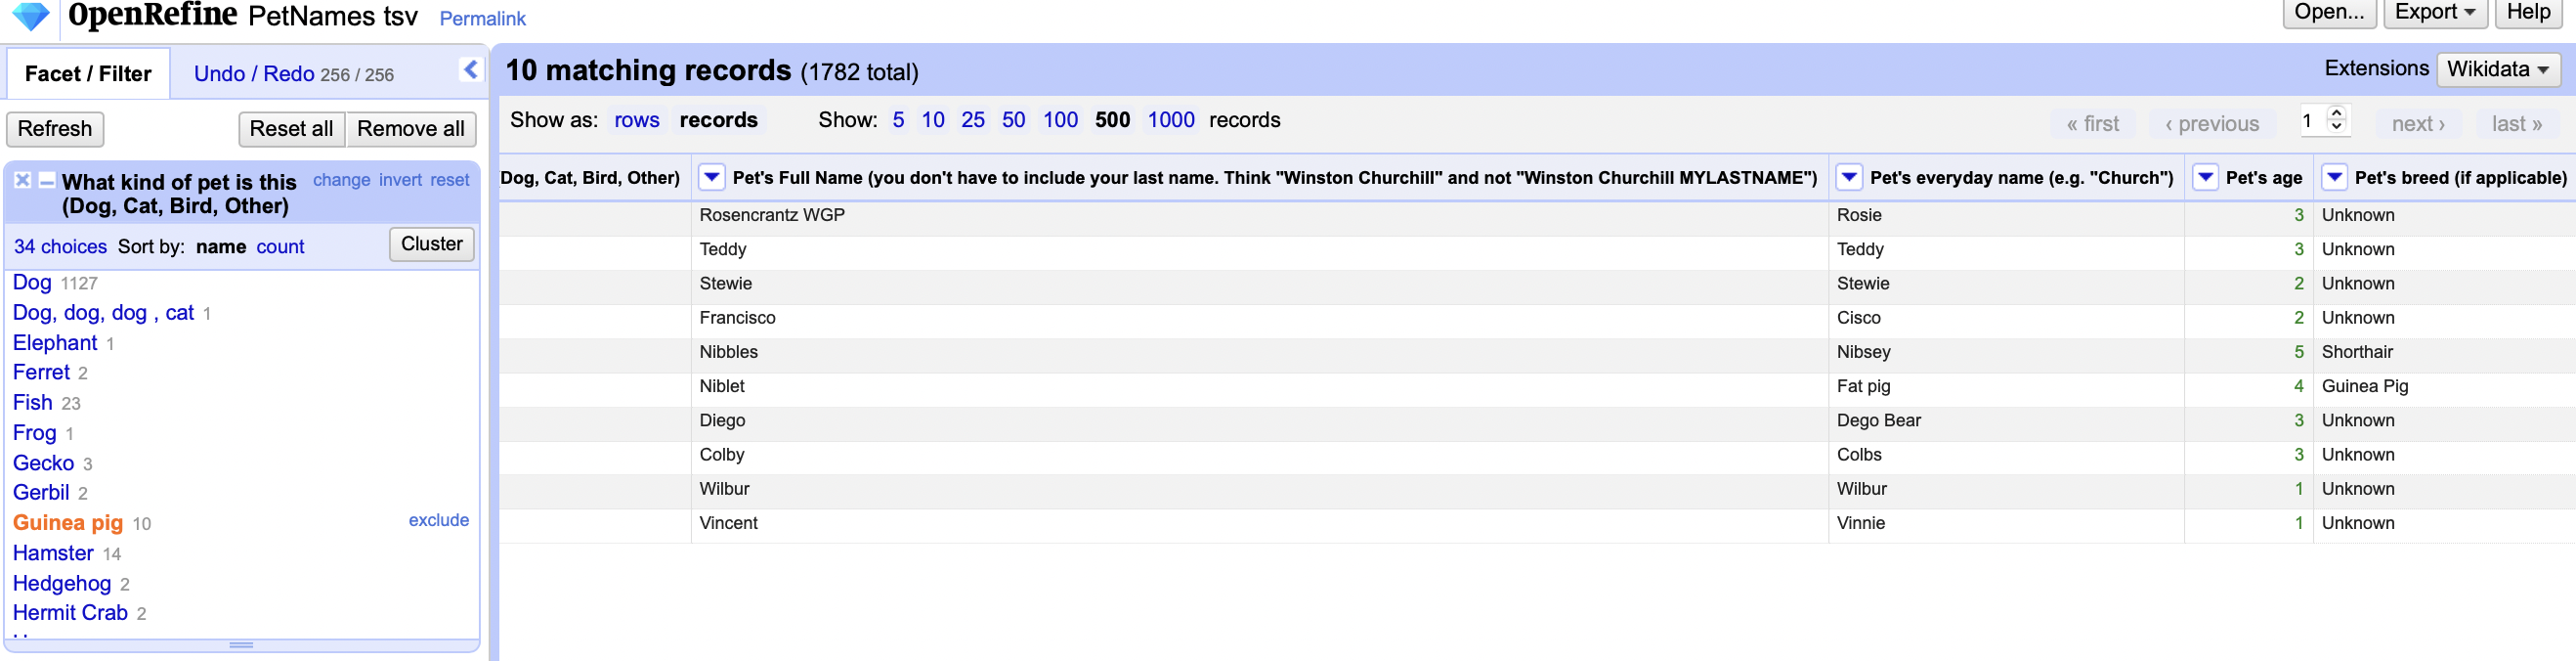 OpenRefine PetNames tsv Permalink Open... Export Help
Facet / Filter Undo / Redo 256 / 256
10 matching records (1782 total) Extensions Wikidata
Refresh Reset all Remove all
Show as: rows records Show: 5 10 25 50 100 500 1000 records « first ‹ previous 1 next › last »
What kind of pet is this (Dog, Cat, Bird, Other) change invert reset
34 choices Sort by: name count Cluster
Dog 1127
Dog, dog, dog , cat 1
Elephant 1
Ferret 2
Fish 23
Frog 1
Gecko 3
Gerbil 2
Guinea pig 10 exclude
Hamster 14
Hedgehog 2
Hermit Crab 2
Dog, Cat, Bird, Other) Pet's Full Name (you don't have to include your last name. Think "Winston Churchill" and not "Winston Churchill MYLASTNAME") Pet's everyday name (e.g. "Church") Pet's age Pet's breed (if applicable)
Rosencrantz WGP Rosie 3 Unknown
Teddy Teddy 3 Unknown
Stewie Stewie 2 Unknown
Francisco Cisco 2 Unknown
Nibbles Nibsey 5 Shorthair
Niblet Fat pig 4 Guinea Pig
Diego Dego Bear 3 Unknown
Colby Colbs 3 Unknown
Wilbur Wilbur 1 Unknown
Vincent Vinnie 1 Unknown